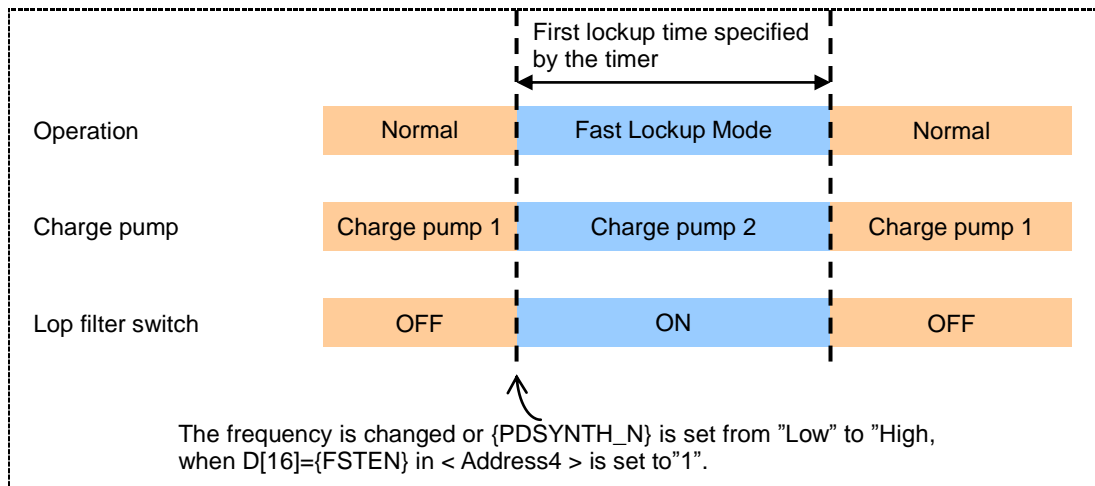 First lockup time specified
by the timer
Operation Normal Fast Lockup Mode Normal
Charge pump Charge pump 1 Charge pump 2 Charge pump 1
Lop filter switch OFF ON OFF
The frequency is changed or {PDSYNTH_N} is set from ”Low” to ”High,
when D[16]={FSTEN} in < Address4 > is set to”1”.